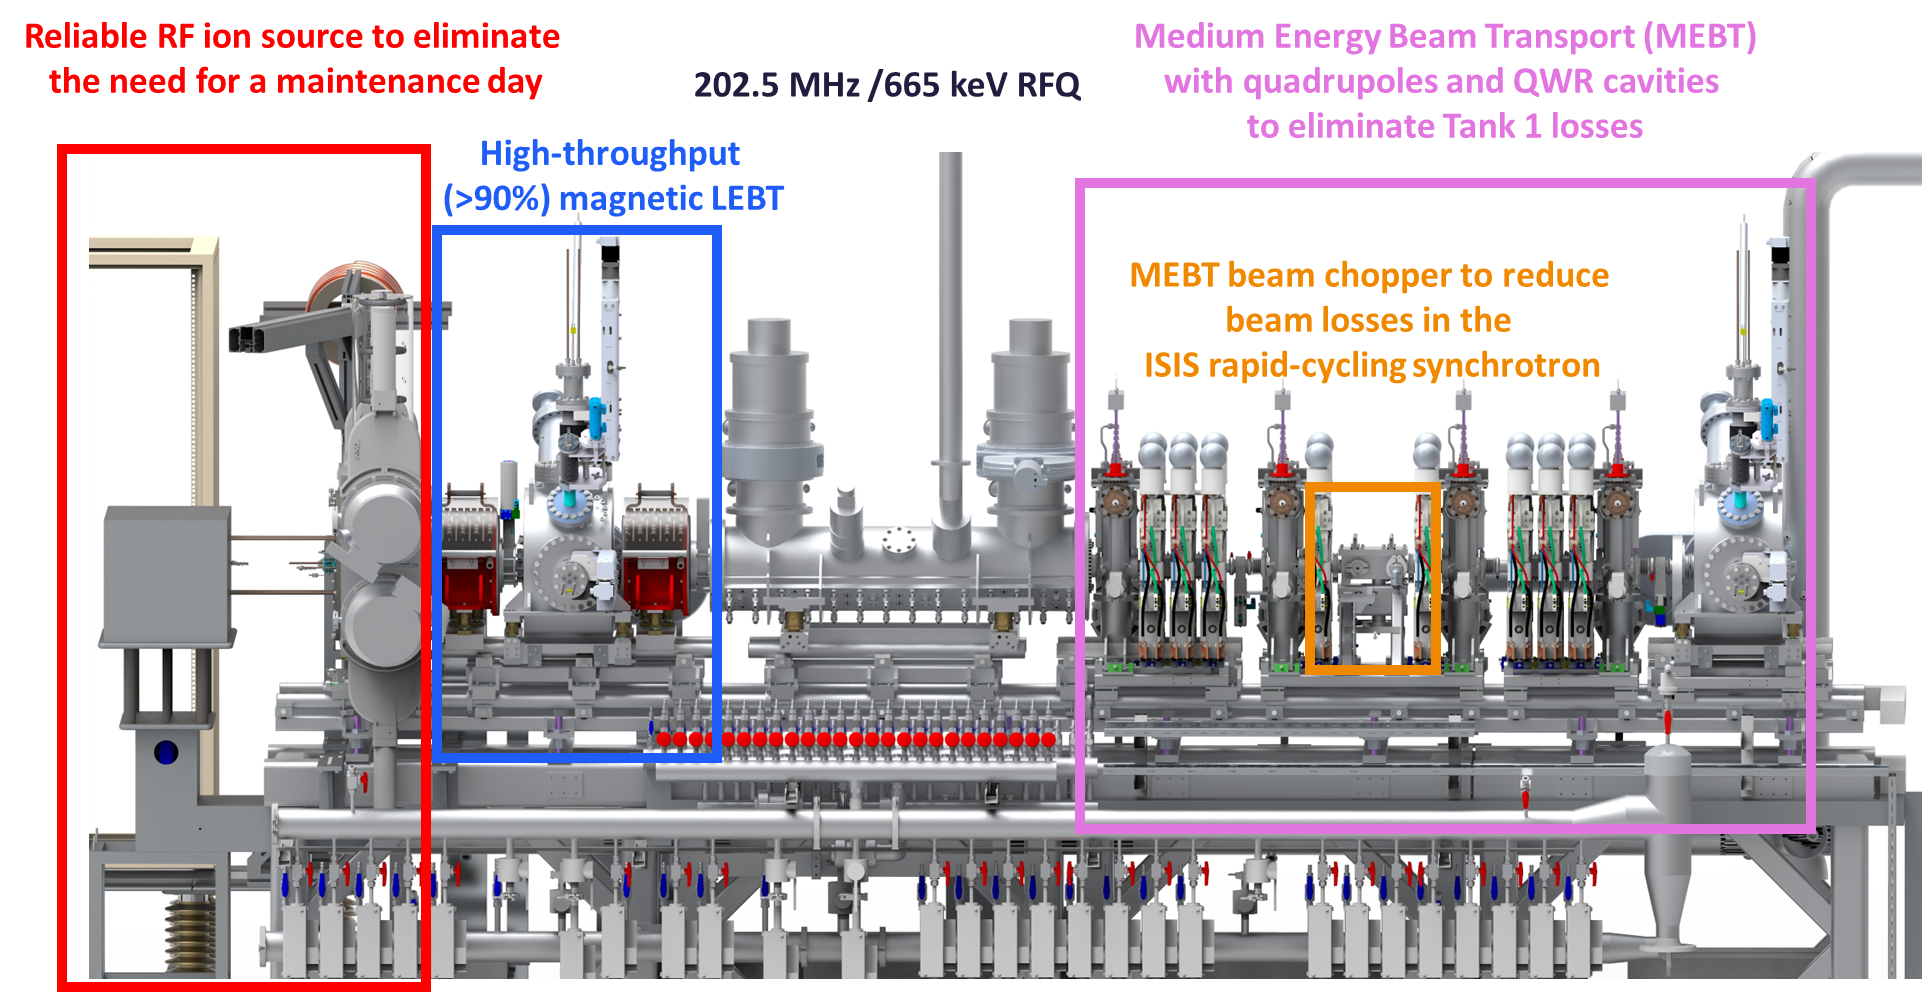 Reliable RF ion source to eliminate
the need for a maintenance day
202.5 MHz /665 keV RFQ
Medium Energy Beam Transport (MEBT)
with quadrupoles and QWR cavities
to eliminate Tank 1 losses
High-throughput
(>90%) magnetic LEBT
MEBT beam chopper to reduce
beam losses in the
ISIS rapid-cycling synchrotron